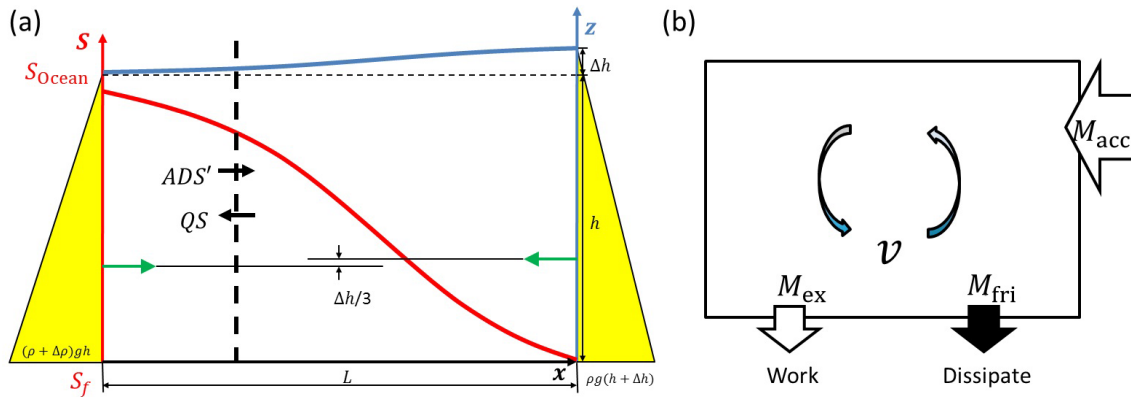 (a)
S
z
S_Ocean
Δh
ADS′
QS
h
Δh/3
(ρ + Δρ)gh
S_f
L
x
ρg(h + Δh)
(b)
M_acc
v
M_ex
M_fri
Work
Dissipate